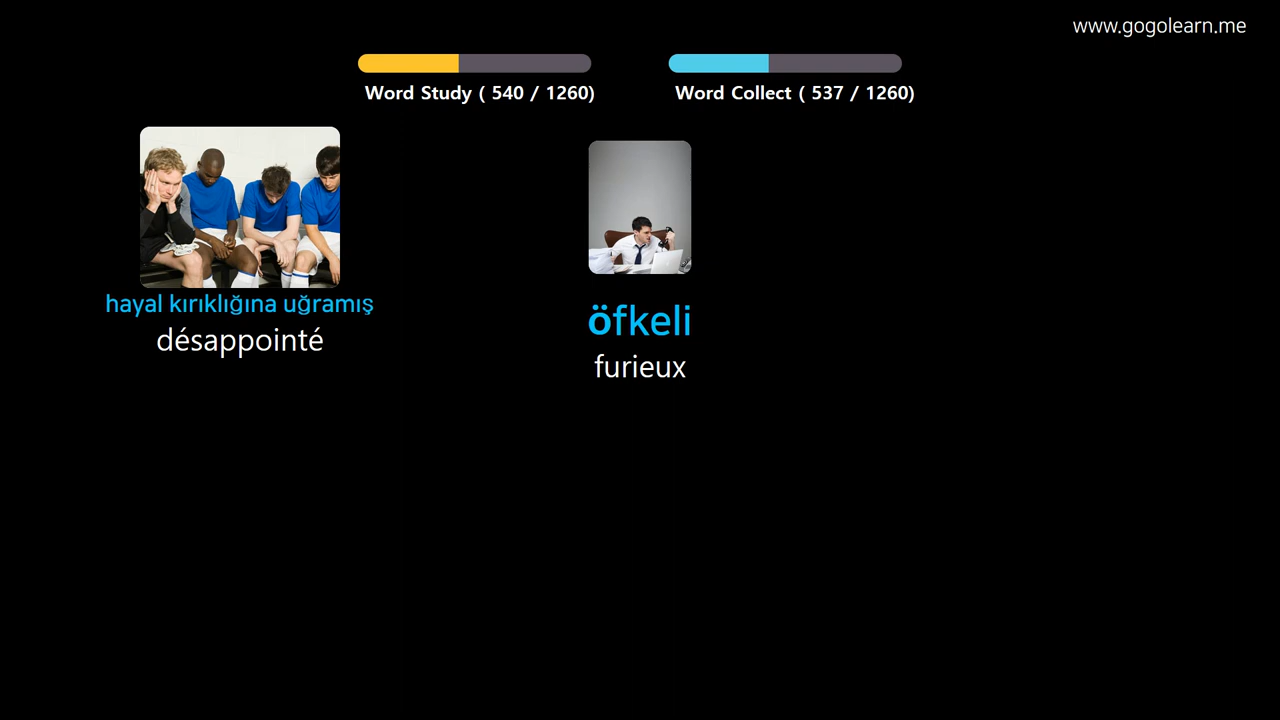 www.gogolearn.me
Word Study ( 540 / 1260)
Word Collect ( 537 / 1260)
hayal kırıklığına uğramış
désappointé
öfkeli
furieux